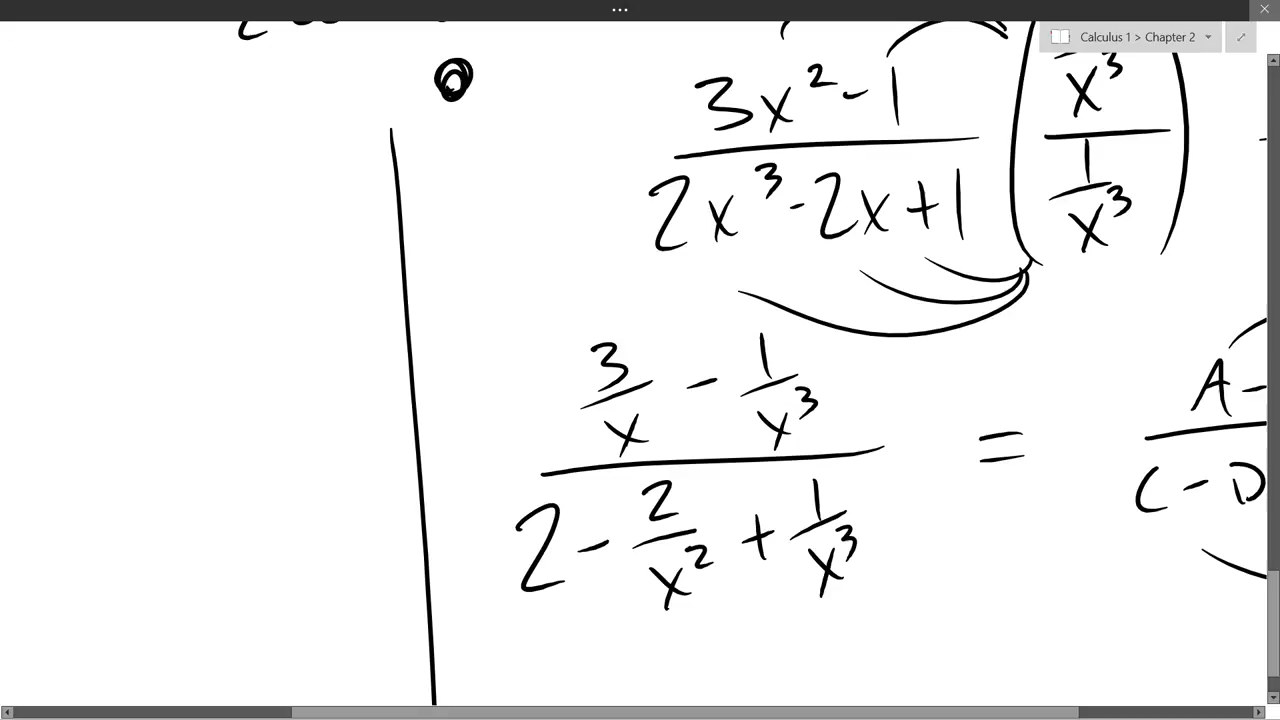 Calculus 1 > Chapter 2
3x² - 1
x³
2x³ - 2x + 1
1
x³
3/x - 1/x³
=
A -
2 - 2/x² + 1/x³
C - D